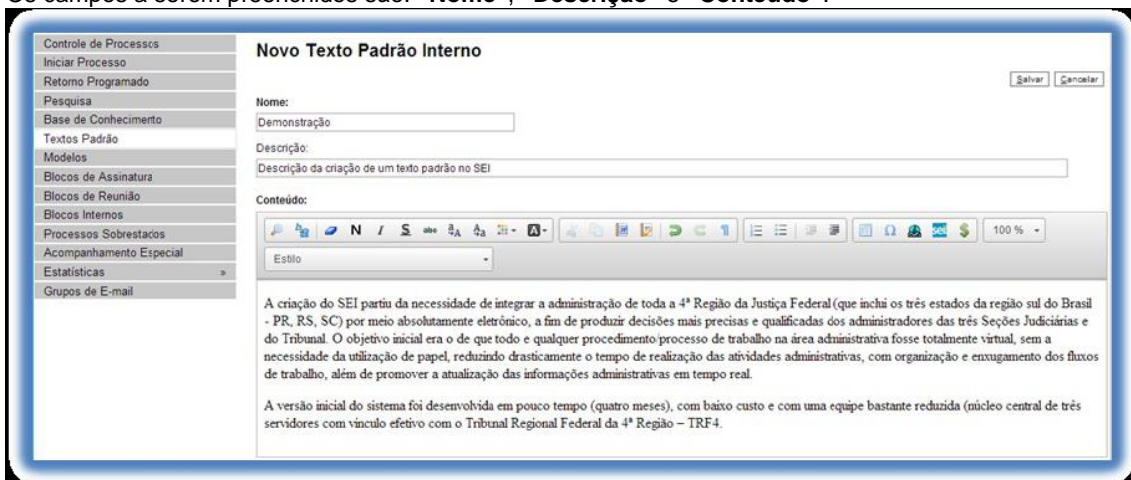 Os campos a serem preenchidos são: "Nome", "Descrição" e "Conteúdo".
Controle de Processos
Iniciar Processo
Retorno Programado
Pesquisa
Base de Conhecimento
Textos Padrão
Modelos
Blocos de Assinatura
Blocos de Reunião
Blocos Internos
Processos Sobrestados
Acompanhamento Especial
Estatísticas »
Grupos de E-mail
Novo Texto Padrão Interno
Salvar Cancelar
Nome:
Demonstração
Descrição:
Descrição da criação de um texto padrão no SEI
Conteúdo:
N I S abc 100 %
Estilo
A criação do SEI partiu da necessidade de integrar a administração de toda a 4ª Região da Justiça Federal (que inclui os três estados da região sul do Brasil
- PR, RS, SC) por meio absolutamente eletrônico, a fim de produzir decisões mais precisas e qualificadas dos administradores das três Seções Judiciárias e
do Tribunal. O objetivo inicial era o de que todo e qualquer procedimento/processo de trabalho na área administrativa fosse totalmente virtual, sem a
necessidade da utilização de papel, reduzindo drasticamente o tempo de realização das atividades administrativas, com organização e enxugamento dos fluxos
de trabalho, além de promover a atualização das informações administrativas em tempo real.
A versão inicial do sistema foi desenvolvida em pouco tempo (quatro meses), com baixo custo e com uma equipe bastante reduzida (núcleo central de três
servidores com vínculo efetivo com o Tribunal Regional Federal da 4ª Região – TRF4.